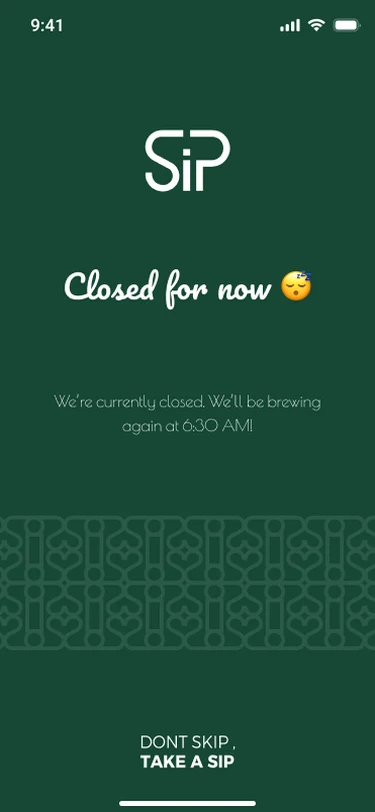 9:41
SiP
Closed for now 😴
We're currently closed. We'll be brewing
again at 6:30 AM!
DONT SKIP ,
TAKE A SIP